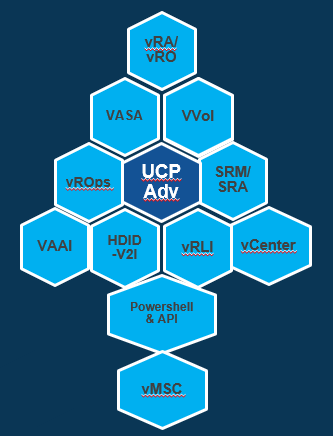 vRA/
vRO
VASA
VVol
vROps
UCP
Adv
SRM/
SRA
VAAI
HDID
-V2I
vRLI
vCenter
Powershell
& API
vMSC